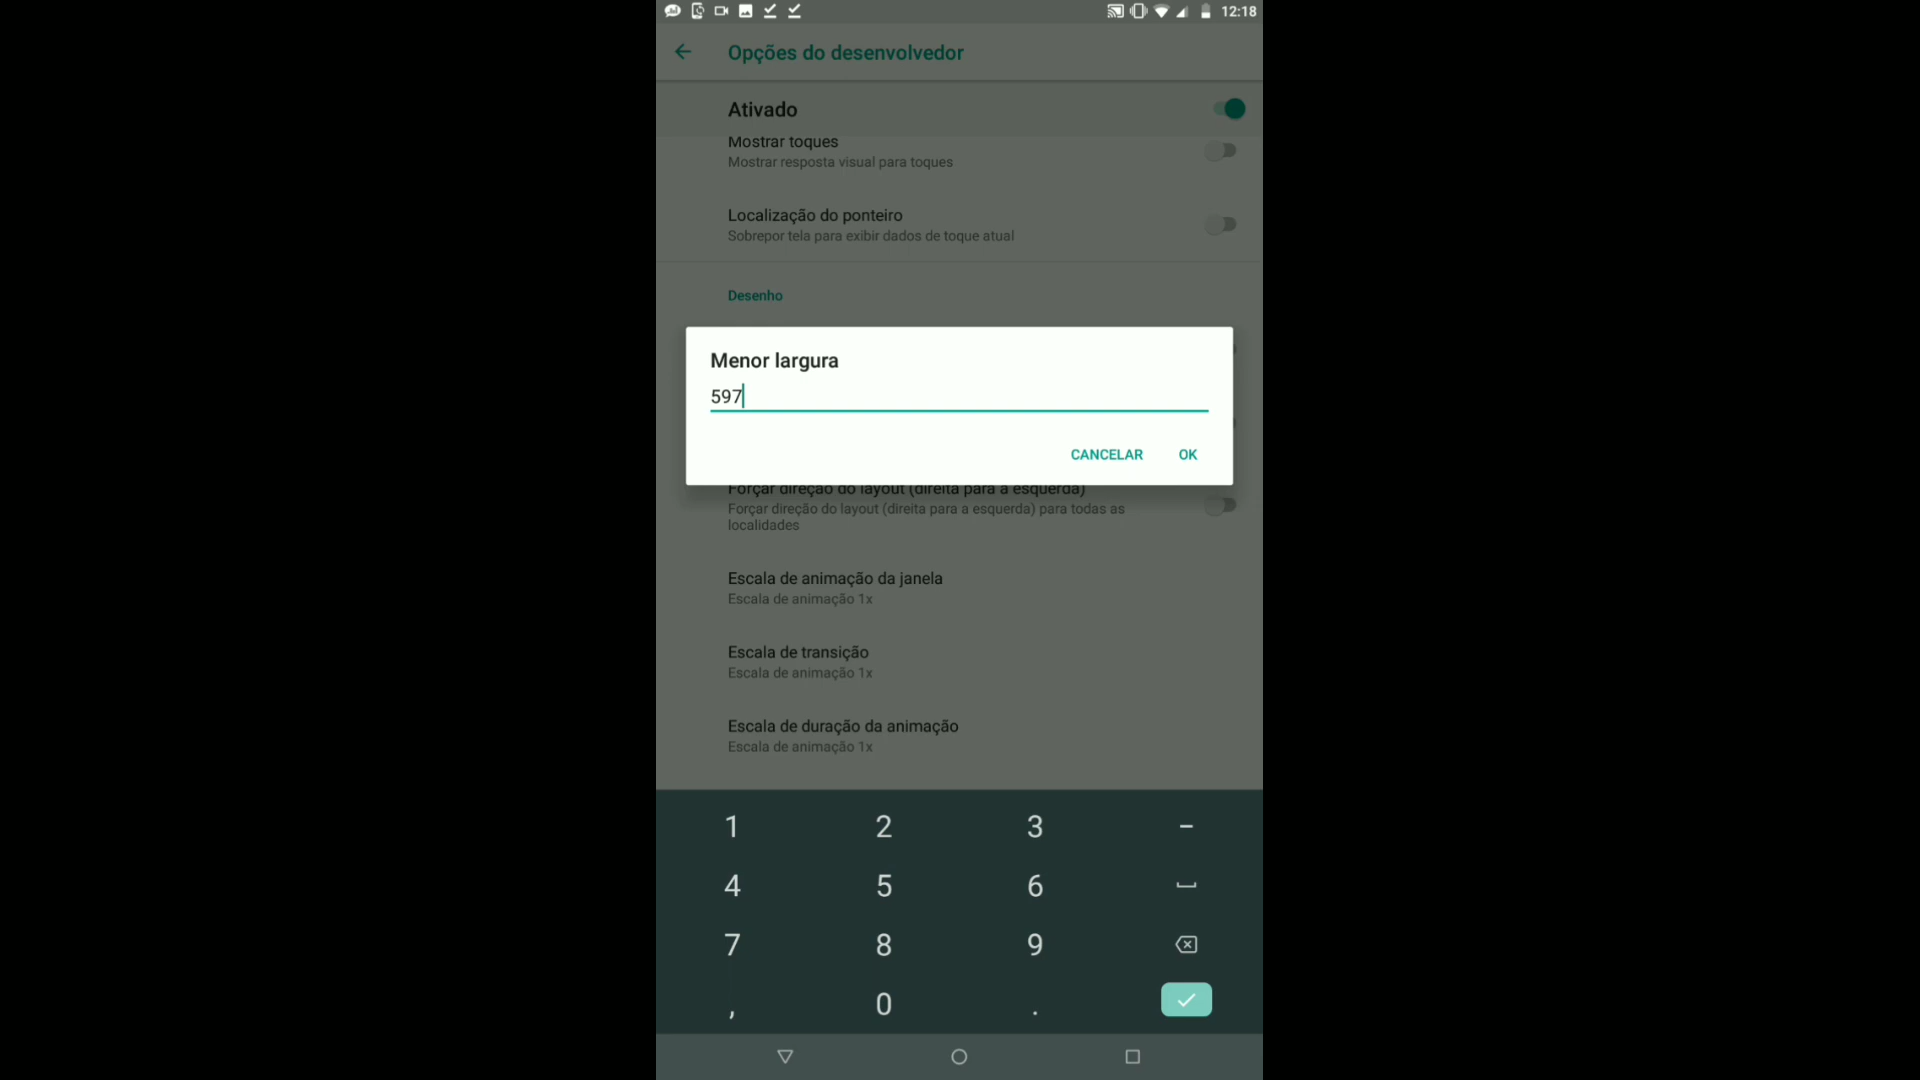 12:18
Opções do desenvolvedor
Ativado
Mostrar toques
Mostrar resposta visual para toques
Localização do ponteiro
Sobrepor tela para exibir dados de toque atual
Desenho
Menor largura
597
CANCELAR OK
Forçar direção do layout (direita para a esquerda)
Forçar direção do layout (direita para a esquerda) para todas as
localidades
Escala de animação da janela
Escala de animação 1x
Escala de transição
Escala de animação 1x
Escala de duração da animação
Escala de animação 1x
1 2 3 -
4 5 6
7 8 9
, 0 .